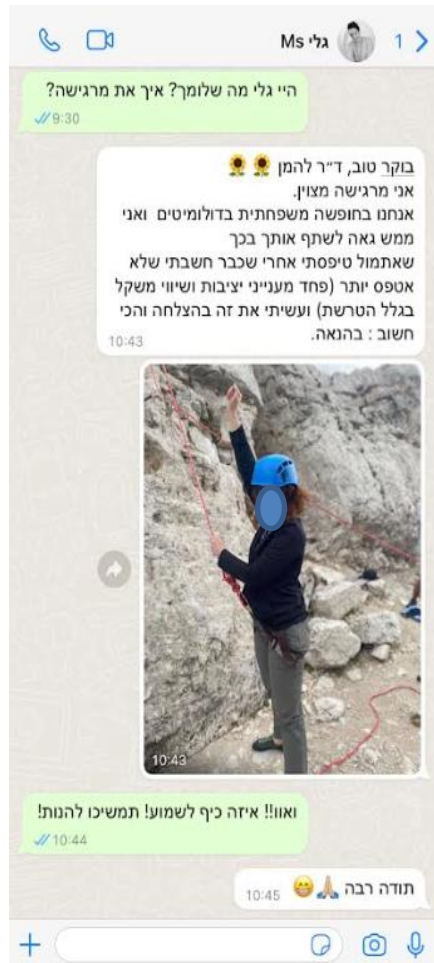 גלי Ms
1
היי גלי מה שלומך? איך את מרגישה?
9:30
בוקר טוב, ד״ר להמן 🌻🌻
אני מרגישה מצוין.
אנחנו בחופשה משפחתית בדולומיטים ואני
ממש גאה לשתף אותך בכך
שאתמול טיפסתי אחרי שכבר חשבתי שלא
אטפס יותר (פחד מענייני יציבות ושיווי משקל
בגלל הטרשת) ועשיתי את זה בהצלחה והכי
חשוב : בהנאה.
10:43
10:43
ואוו!! איזה כיף לשמוע! תמשיכו להנות!
10:44
תודה רבה 🙏🏼😁
10:45